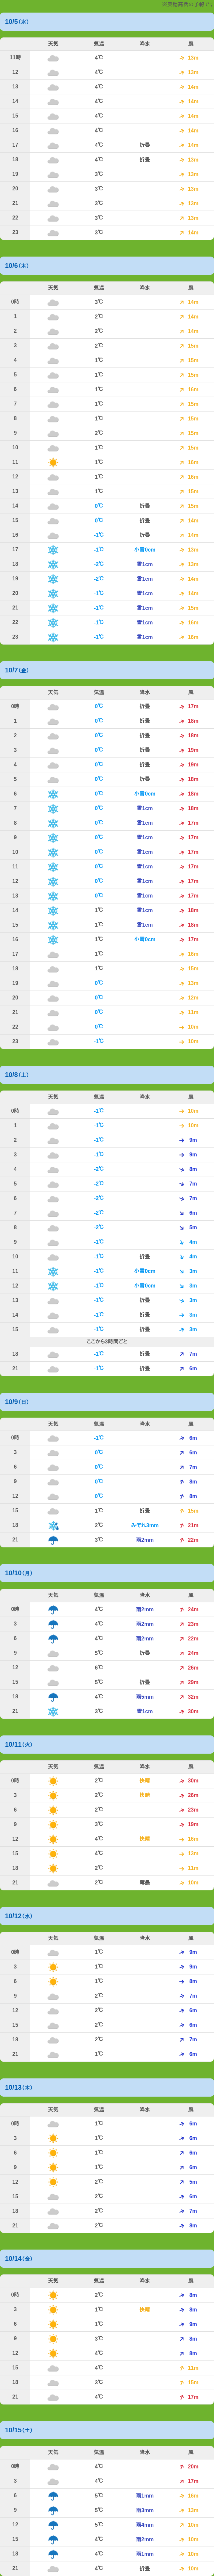 の予報です
10/5(水)
天気 気温 降水 風
11時 4℃ 13m
12 4℃ 13m
13 4℃ 14m
14 4℃ 14m
15 4℃ 14m
16 4℃ 14m
17 4℃ 折曇 14m
18 4℃ 折曇 13m
19 3℃ 13m
20 3℃ 13m
21 3℃ 13m
22 3℃ 13m
23 3℃ 14m
10/6(木)
天気 気温 降水 風
0時 3℃ 14m
1 2℃ 14m
2 2℃ 14m
3 2℃ 15m
4 1℃ 15m
5 1℃ 15m
6 1℃ 16m
7 1℃ 15m
8 1℃ 15m
9 2℃ 15m
10 1℃ 15m
11 1℃ 16m
12 1℃ 16m
13 1℃ 15m
14 0℃ 折曇 15m
15 0℃ 折曇 14m
16 -1℃ 折曇 14m
17 -1℃ 小雪0cm 13m
18 -2℃ 雪1cm 13m
19 -2℃ 雪1cm 14m
20 -1℃ 雪1cm 14m
21 -1℃ 雪1cm 15m
22 -1℃ 雪1cm 16m
23 -1℃ 雪1cm 16m
10/7(金)
天気 気温 降水 風
0時 0℃ 折曇 17m
1 0℃ 折曇 18m
2 0℃ 折曇 18m
3 0℃ 折曇 19m
4 0℃ 折曇 19m
5 0℃ 折曇 18m
6 0℃ 小雪0cm 18m
7 0℃ 雪1cm 18m
8 0℃ 雪1cm 17m
9 0℃ 雪1cm 17m
10 0℃ 雪1cm 17m
11 0℃ 雪1cm 17m
12 0℃ 雪1cm 17m
13 0℃ 雪1cm 17m
14 1℃ 雪1cm 18m
15 1℃ 雪1cm 18m
16 1℃ 小雪0cm 17m
17 1℃ 16m
18 1℃ 15m
19 0℃ 13m
20 0℃ 12m
21 0℃ 11m
22 0℃ 10m
23 -1℃ 10m
10/8(土)
天気 気温 降水 風
0時 -1℃ 10m
1 -1℃ 10m
2 -1℃ 9m
3 -1℃ 9m
4 -2℃ 8m
5 -2℃ 7m
6 -2℃ 7m
7 -2℃ 6m
8 -2℃ 5m
9 -1℃ 4m
10 -1℃ 折曇 4m
11 -1℃ 小雪0cm 3m
12 -1℃ 小雪0cm 3m
13 -1℃ 折曇 3m
14 -1℃ 折曇 3m
15 -1℃ 折曇 3m
ここから3時間ごと
18 -1℃ 折曇 7m
21 -1℃ 折曇 6m
10/9(日)
天気 気温 降水 風
0時 -1℃ 6m
3 0℃ 6m
6 0℃ 7m
9 0℃ 8m
12 0℃ 8m
15 1℃ 折曇 15m
18 2℃ みぞれ3mm 21m
21 3℃ 雨2mm 22m
10/10(月)
天気 気温 降水 風
0時 4℃ 雨2mm 24m
3 4℃ 雨2mm 23m
6 4℃ 雨2mm 22m
9 5℃ 折曇 24m
12 6℃ 26m
15 5℃ 折曇 29m
18 4℃ 雨5mm 32m
21 3℃ 雪1cm 30m
10/11(火)
天気 気温 降水 風
0時 2℃ 快晴 30m
3 2℃ 快晴 26m
6 2℃ 23m
9 3℃ 19m
12 4℃ 快晴 16m
15 4℃ 13m
18 2℃ 11m
21 2℃ 薄曇 10m
10/12(水)
天気 気温 降水 風
0時 1℃ 9m
3 1℃ 9m
6 1℃ 8m
9 2℃ 7m
12 2℃ 6m
15 2℃ 6m
18 2℃ 7m
21 1℃ 6m
10/13(木)
天気 気温 降水 風
0時 1℃ 6m
3 1℃ 6m
6 1℃ 6m
9 1℃ 6m
12 2℃ 5m
15 2℃ 6m
18 2℃ 7m
21 2℃ 8m
10/14(金)
天気 気温 降水 風
0時 2℃ 8m
3 1℃ 快晴 8m
6 1℃ 9m
9 3℃ 8m
12 4℃ 8m
15 4℃ 11m
18 3℃ 15m
21 4℃ 17m
10/15(土)
天気 気温 降水 風
0時 4℃ 20m
3 4℃ 17m
6 5℃ 雨1mm 16m
9 5℃ 雨3mm 13m
12 5℃ 雨4mm 10m
15 4℃ 雨2mm 10m
18 4℃ 雨1mm 10m
21 4℃ 折曇 10m